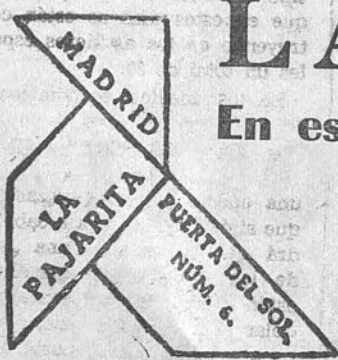 LA
En es
MADRID
LA
PAJARITA
PUERTA DEL SOL,
NÚM. 6.